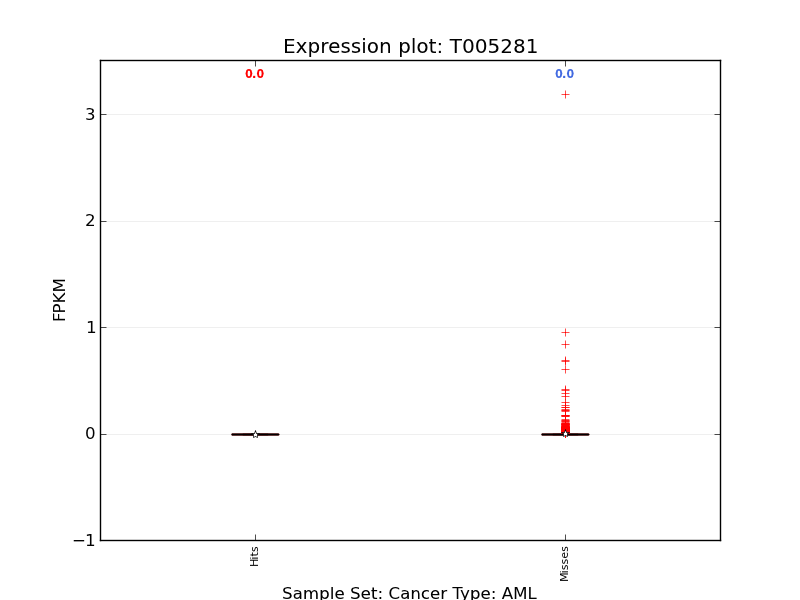 Expression plot: T005281
0.0 0.0
3
2
1
0
−1
FPKM
Hits
Misses
Sample Set: Cancer Type: AML